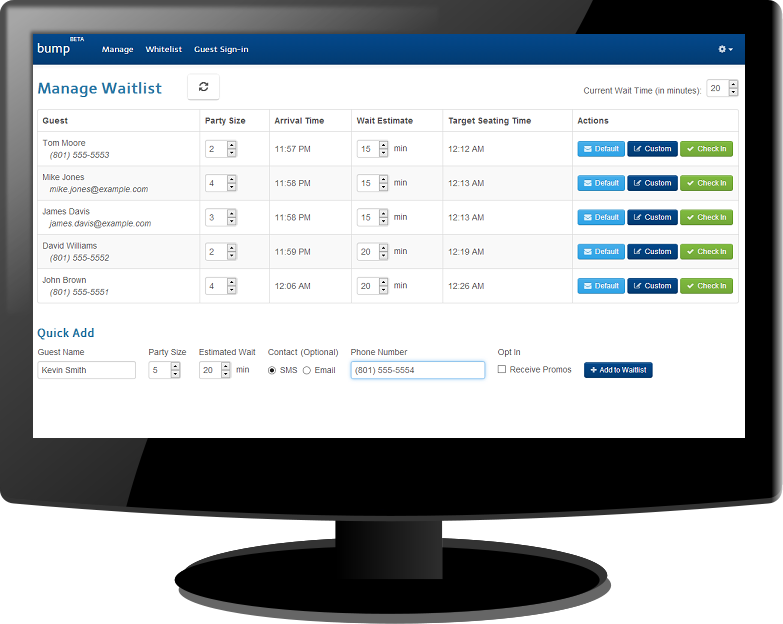 BETA
bump Manage Whitelist Guest Sign-in
Manage Waitlist Current Wait Time (in minutes): 20
Guest Party Size Arrival Time Wait Estimate Target Seating Time Actions
Tom Moore
(801) 555-5553 2 11:57 PM 15 min 12:12 AM Default Custom Check In
Mike Jones
mike.jones@example.com 4 11:58 PM 15 min 12:13 AM Default Custom Check In
James Davis
james.davis@example.com 3 11:58 PM 15 min 12:13 AM Default Custom Check In
David Williams
(801) 555-5552 2 11:59 PM 20 min 12:19 AM Default Custom Check In
John Brown
(801) 555-5551 4 12:06 AM 20 min 12:26 AM Default Custom Check In
Quick Add
Guest Name Party Size Estimated Wait Contact (Optional) Phone Number Opt In
Kevin Smith 5 20 min SMS Email (801) 555-5554 Receive Promos Add to Waitlist